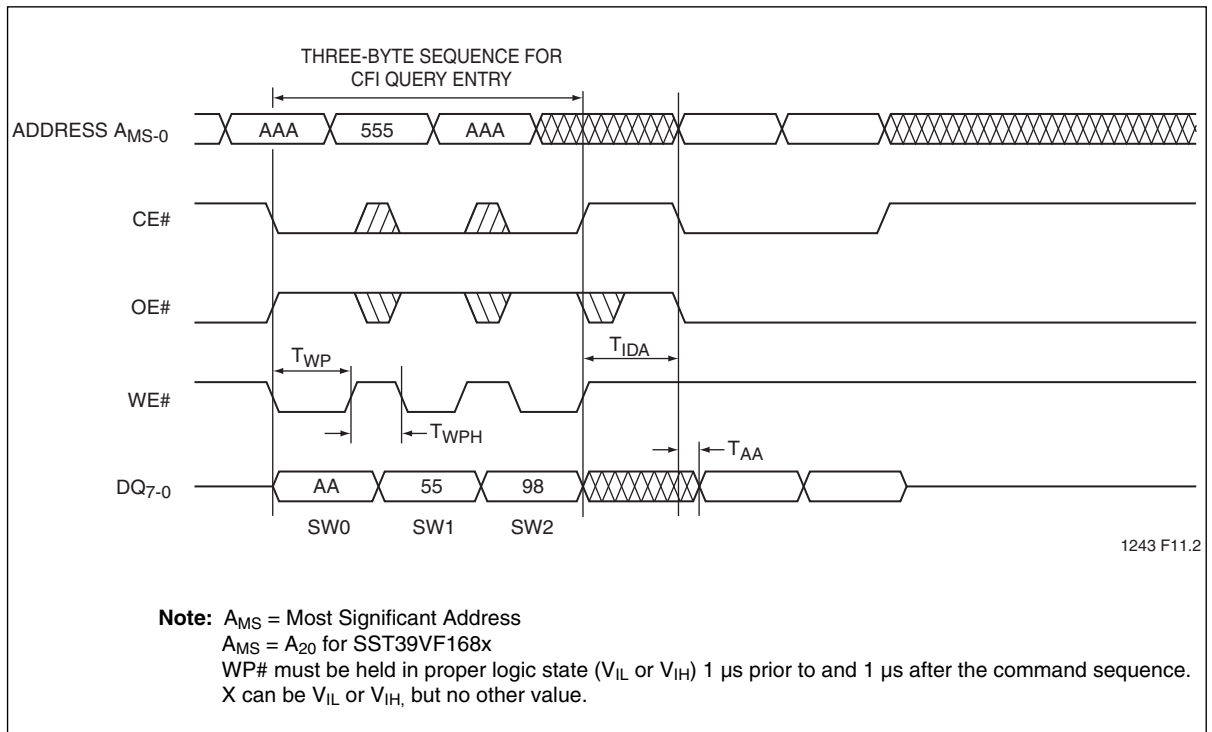 THREE-BYTE SEQUENCE FOR
CFI QUERY ENTRY
ADDRESS AMS-0
AAA 555 AAA
CE#
OE#
TIDA
TWP
WE#
TWPH
TAA
DQ7-0
AA 55 98
SW0 SW1 SW2
1243 F11.2
Note: AMS = Most Significant Address
AMS = A20 for SST39VF168x
WP# must be held in proper logic state (VIL or VIH) 1 µs prior to and 1 µs after the command sequence.
X can be VIL or VIH, but no other value.